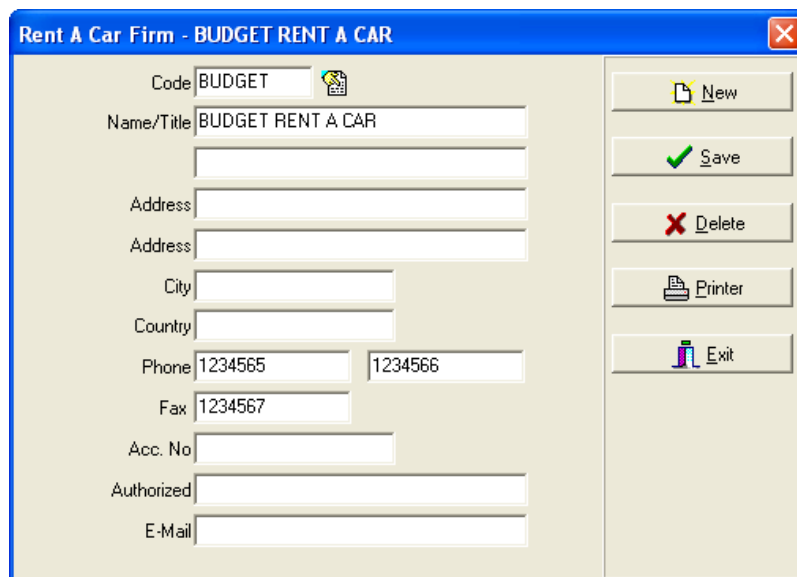 Rent A Car Firm - BUDGET RENT A CAR
Code BUDGET
Name/Title BUDGET RENT A CAR
Address
Address
City
Country
Phone 1234565 1234566
Fax 1234567
Acc. No
Authorized
E-Mail
New
Save
Delete
Printer
Exit